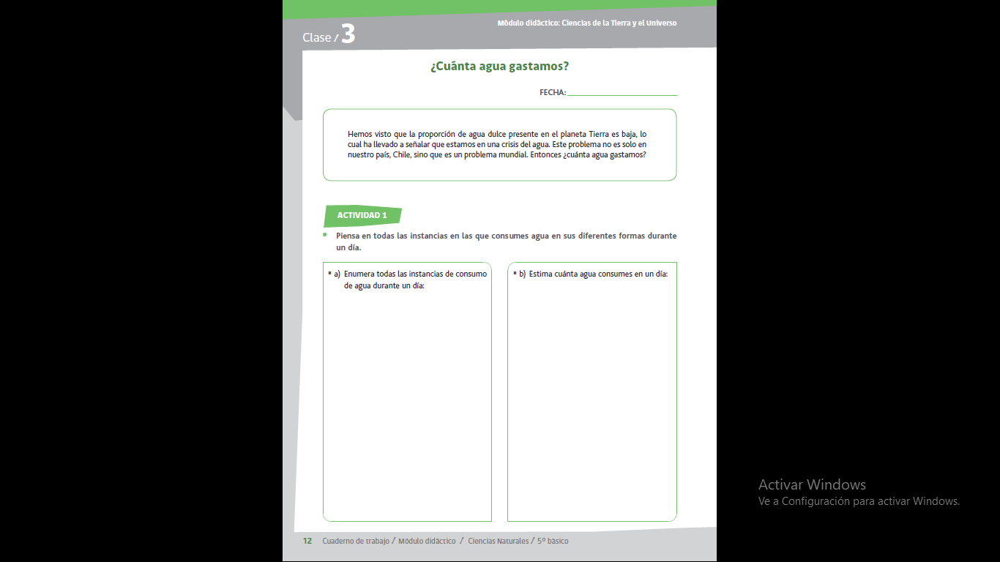 Módulo didáctico: Ciencias de la Tierra y el Universo
Clase / 3
¿Cuánta agua gastamos?
FECHA:
Hemos visto que la proporción de agua dulce presente en el planeta Tierra es baja, lo
cual ha llevado a señalar que estamos en una crisis del agua. Este problema no es solo en
nuestro país, Chile, sino que es un problema mundial. Entonces ¿cuánta agua gastamos?
ACTIVIDAD 1
• Piensa en todas las instancias en las que consumes agua en sus diferentes formas durante
un día.
▪ a) Enumera todas las instancias de consumo
de agua durante un día:
▪ b) Estima cuánta agua consumes en un día:
Activar Windows
Ve a Configuración para activar Windows.
12 Cuaderno de trabajo / Módulo didáctico / Ciencias Naturales / 5º básico